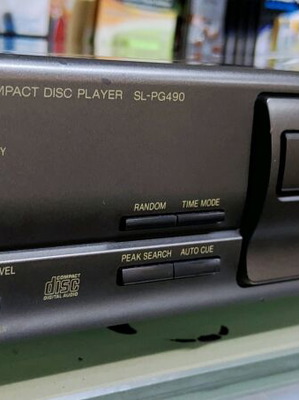 MPACT DISC PLAYER SL-PG490
Y
RANDOM TIME MODE
PEAK SEARCH AUTO CUE
VEL
COMPACT
disc
DIGITAL AUDIO